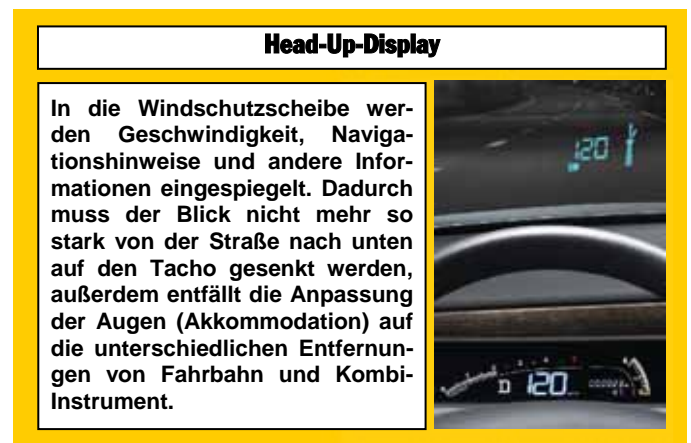 Head-Up-Display
In die Windschutzscheibe wer-
den Geschwindigkeit, Naviga-
tionshinweise und andere Infor-
mationen eingespiegelt. Dadurch
muss der Blick nicht mehr so
stark von der Straße nach unten
auf den Tacho gesenkt werden,
außerdem entfällt die Anpassung
der Augen (Akkommodation) auf
die unterschiedlichen Entfernun-
gen von Fahrbahn und Kombi-
Instrument.
120
D 120